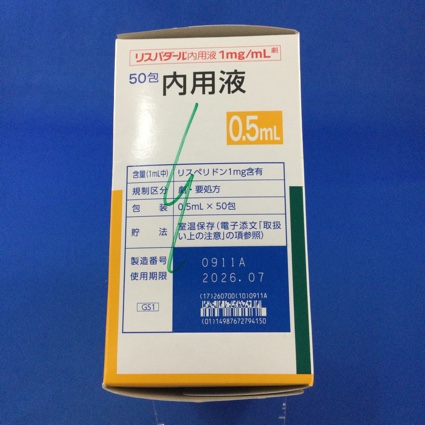 リスパダール内用液1mg/mL 劇
50包 内用液
0.5mL
含量(1mL中) リスペリドン1mg含有
規制区分 劇・要処方
包装 0.5mL×50包
貯法 室温保存(電子添文「取扱い上の注意」の項参照)
製造番号 0911A
使用期限 2026.07
GS1
(17)260700(10)0911A
(01)14987672794150